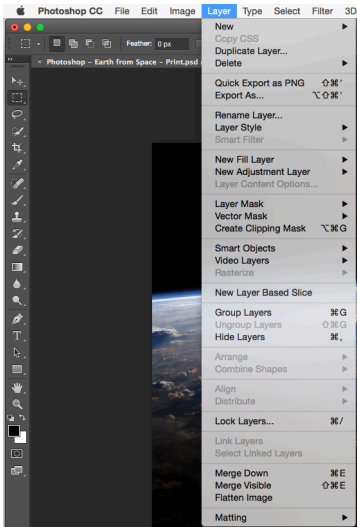 Photoshop CC File Edit Image Layer Type Select Filter 3D
Feather: 0 px
× Photoshop – Earth from Space – Print.psd
New
Copy CSS
Duplicate Layer...
Delete
Quick Export as PNG ⇧⌘'
Export As... ⌥⇧⌘'
Rename Layer...
Layer Style
Smart Filter
New Fill Layer
New Adjustment Layer
Layer Content Options...
Layer Mask
Vector Mask
Create Clipping Mask ⌥⌘G
Smart Objects
Video Layers
Rasterize
New Layer Based Slice
Group Layers ⌘G
Ungroup Layers ⇧⌘G
Hide Layers ⌘,
Arrange
Combine Shapes
Align
Distribute
Lock Layers... ⌘/
Link Layers
Select Linked Layers
Merge Down ⌘E
Merge Visible ⇧⌘E
Flatten Image
Matting